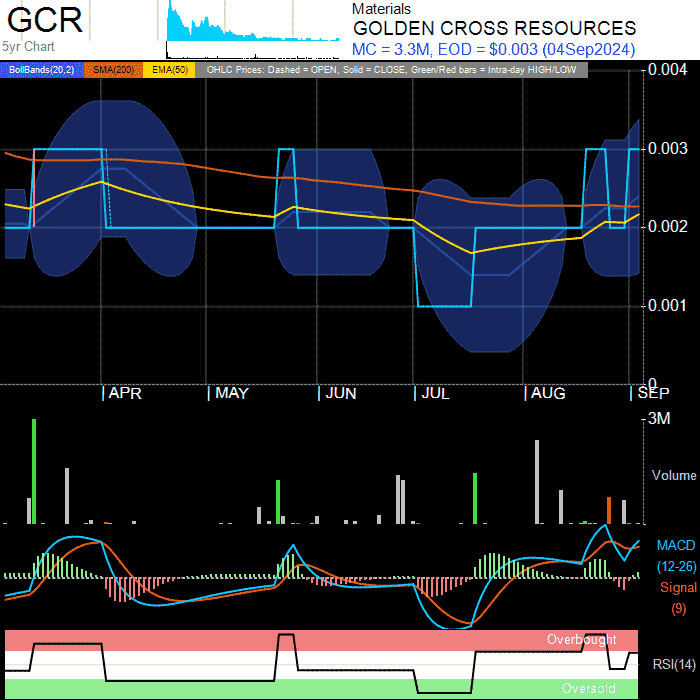 GCR
5yr Chart
Materials
GOLDEN CROSS RESOURCES
MC = 3.3M, EOD = $0.003 (04Sep2024)
BollBands(20,2) SMA(200) EMA(50) OHLC Prices: Dashed = OPEN, Solid = CLOSE, Green/Red bars = Intra-day HIGH/LOW
0.004
0.003
0.002
0.001
0
APR MAY JUN JUL AUG SEP
3M
Volume
MACD
(12-26)
Signal
(9)
Overbought
RSI(14)
Oversold